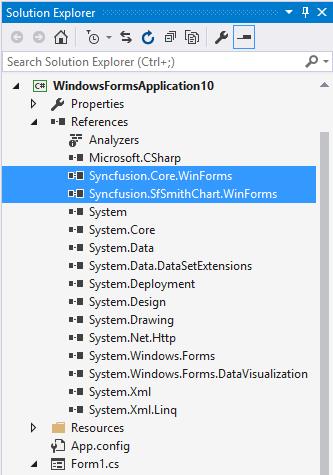 Solution Explorer
Search Solution Explorer (Ctrl+;)
C# WindowsFormsApplication10
Properties
References
Analyzers
Microsoft.CSharp
Syncfusion.Core.WinForms
Syncfusion.SfSmithChart.WinForms
System
System.Core
System.Data
System.Data.DataSetExtensions
System.Deployment
System.Design
System.Drawing
System.Net.Http
System.Windows.Forms
System.Windows.Forms.DataVisualization
System.Xml
System.Xml.Linq
Resources
App.config
Form1.cs